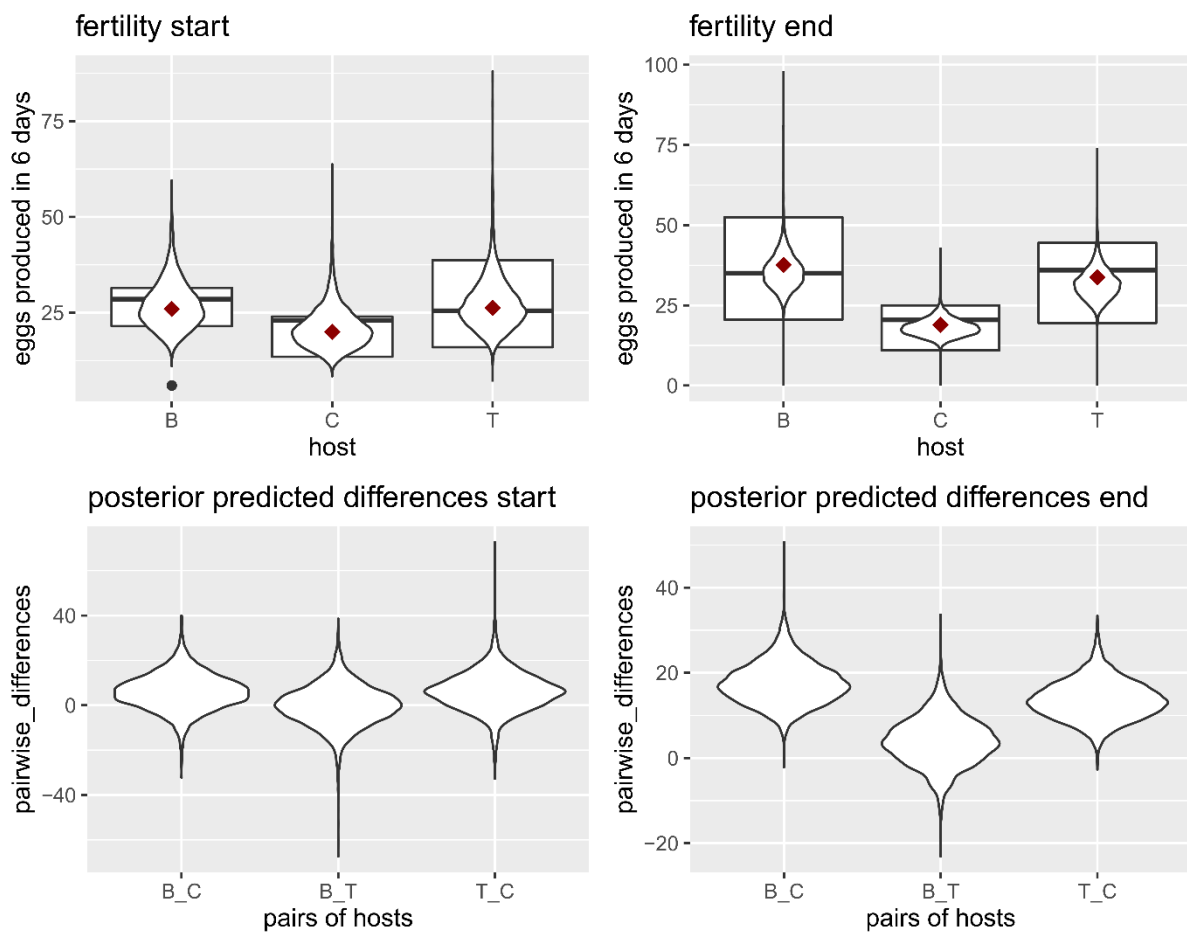 fertility start
eggs produced in 6 days
75
50
25
B C T
host
fertility end
eggs produced in 6 days
100
75
50
25
0
B C T
host
posterior predicted differences start
pairwise_differences
40
0
−40
B_C B_T T_C
pairs of hosts
posterior predicted differences end
pairwise_differences
40
20
0
−20
B_C B_T T_C
pairs of hosts